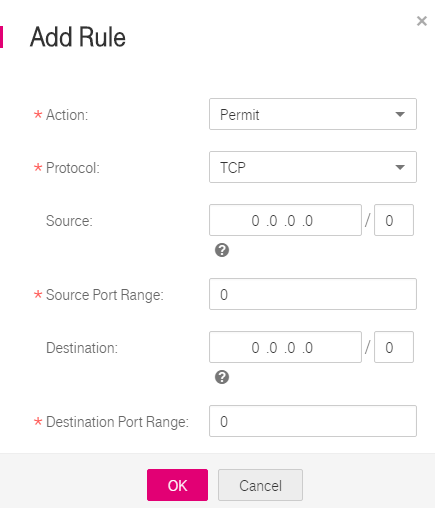 ×
Add Rule
* Action: Permit
* Protocol: TCP
Source: 0 .0 .0 .0 / 0
?
* Source Port Range: 0
Destination: 0 .0 .0 .0 / 0
?
* Destination Port Range: 0
OK Cancel